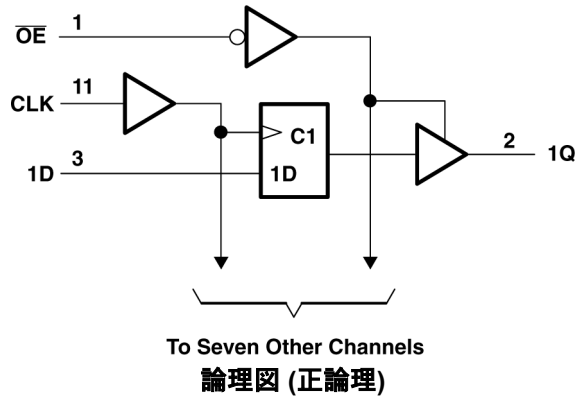 OE
1
CLK
11
C1
1D
3
1D
2
1Q
To Seven Other Channels
論理図 (正論理)